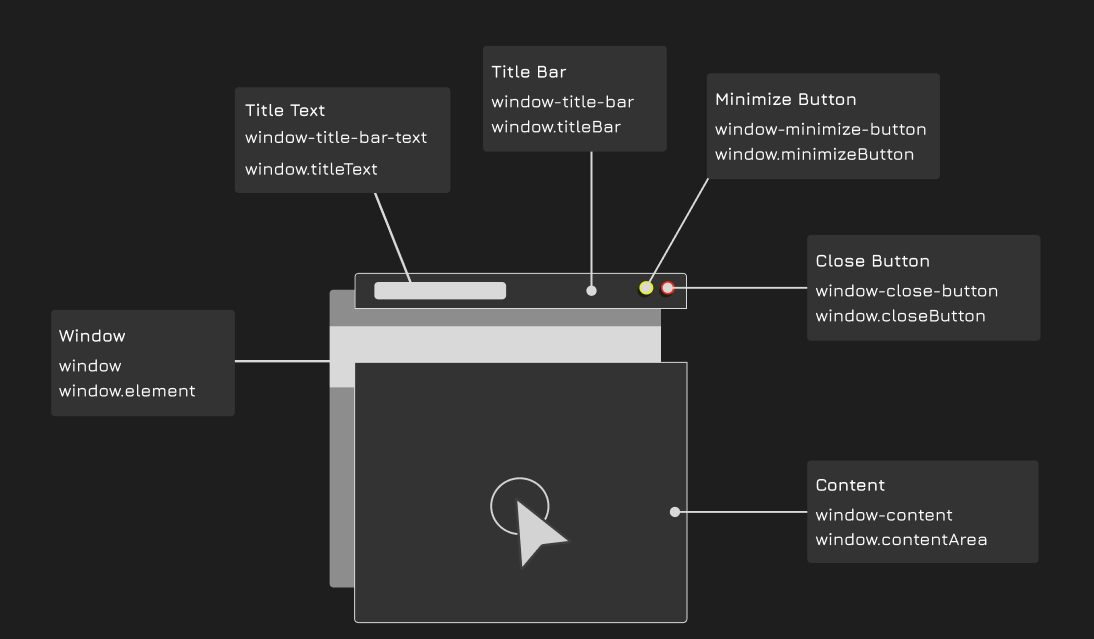 Title Bar
window-title-bar
window.titleBar
Minimize Button
window-minimize-button
window.minimizeButton
Title Text
window-title-bar-text
window.titleText
Close Button
window-close-button
window.closeButton
Window
window
window.element
Content
window-content
window.contentArea